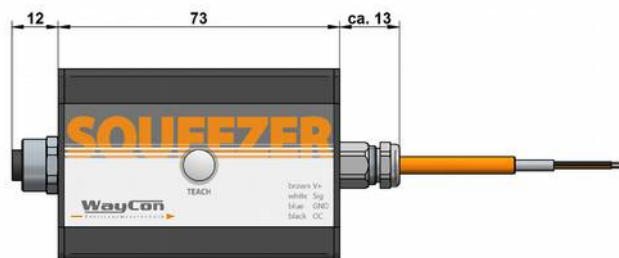 12 73 ca. 13
SQUEEZER
TEACH
WayCon
brown V+
white Sig
blue GND
black OC